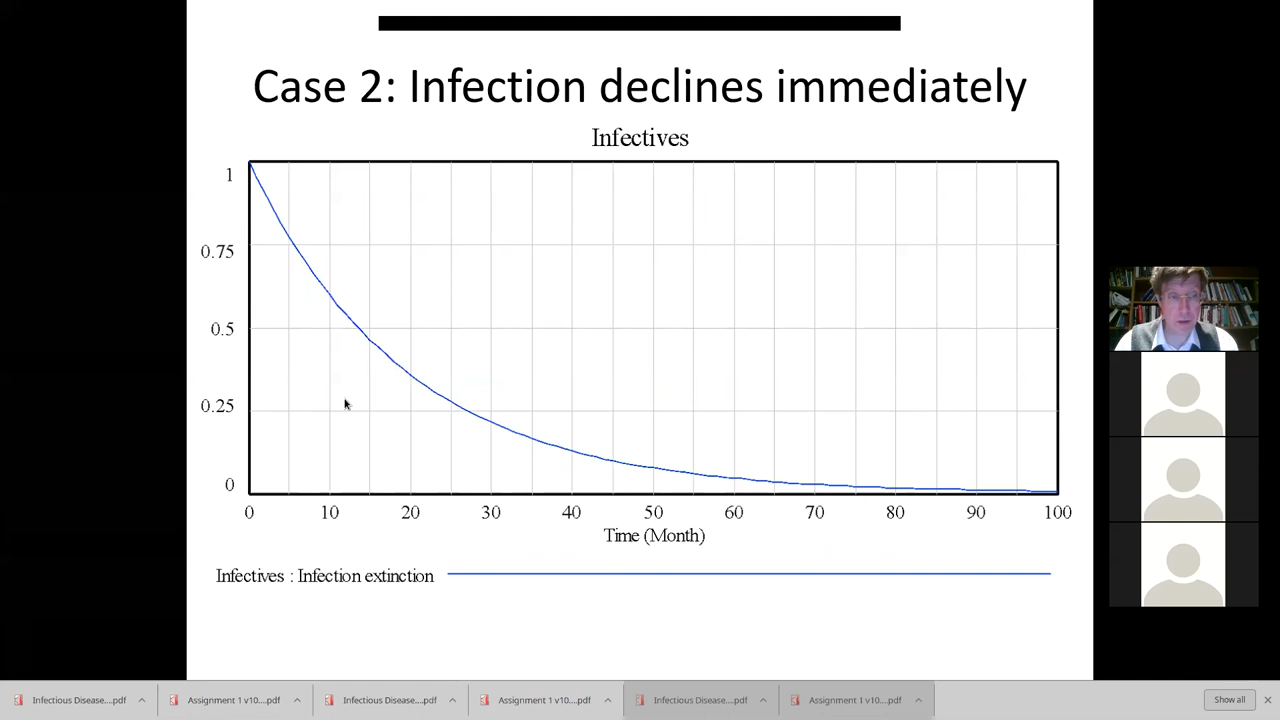 Case 2: Infection declines immediately
Infectives
1
0.75
0.5
0.25
0
0 10 20 30 40 50 60 70 80 90 100
Time (Month)
Infectives : Infection extinction
Infectious Disease....pdf Assignment 1 v10....pdf Infectious Disease....pdf Assignment 1 v10....pdf Infectious Disease....pdf Assignment 1 v10....pdf Show all